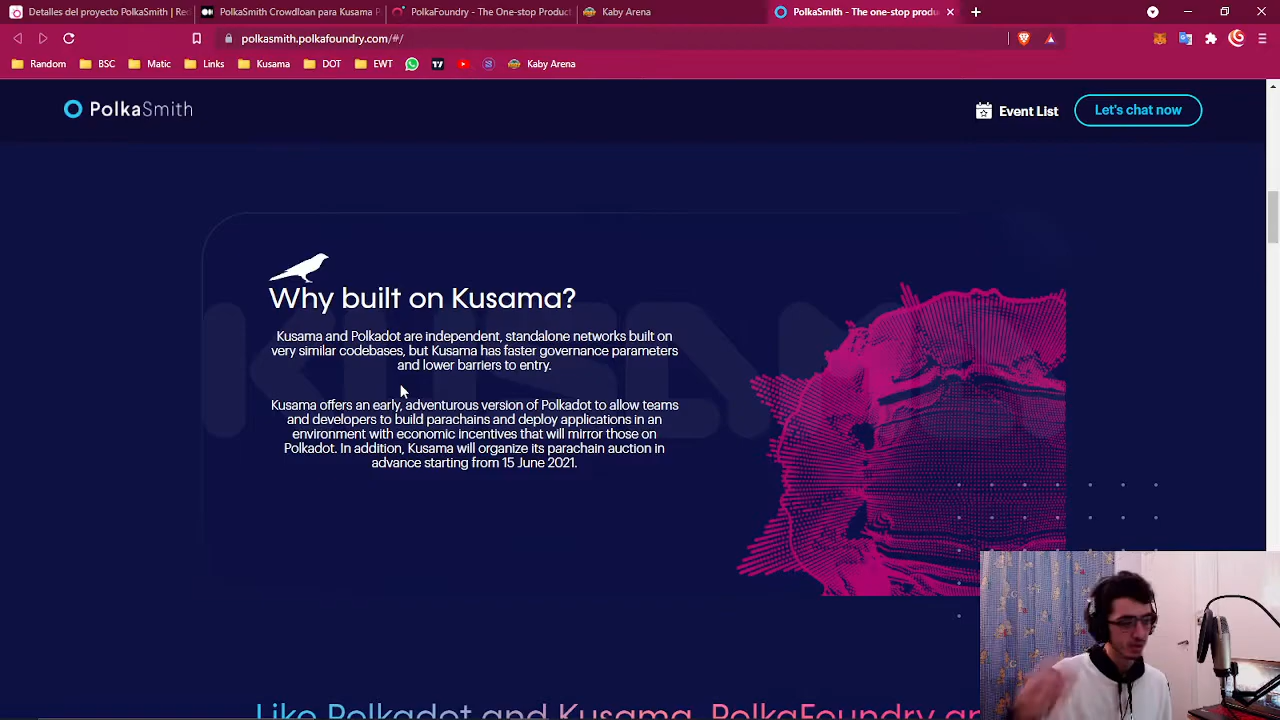 Detalles del proyecto PolkaSmith | Re
PolkaSmith Crowdloan para Kusama P
PolkaFoundry - The One-stop Product
Kaby Arena
PolkaSmith - The one-stop produ
polkasmith.polkafoundry.com/#/
Random
BSC
Matic
Links
Kusama
DOT
EWT
Kaby Arena
PolkaSmith
Event List
Let's chat now
KUSAMA
Why built on Kusama?
Kusama and Polkadot are independent, standalone networks built on
very similar codebases, but Kusama has faster governance parameters
and lower barriers to entry.
Kusama offers an early, adventurous version of Polkadot to allow teams
and developers to build parachains and deploy applications in an
environment with economic incentives that will mirror those on
Polkadot. In addition, Kusama will organize its parachain auction in
advance starting from 15 June 2021.
Like Polkadot and Kusama, PolkaFoundry an